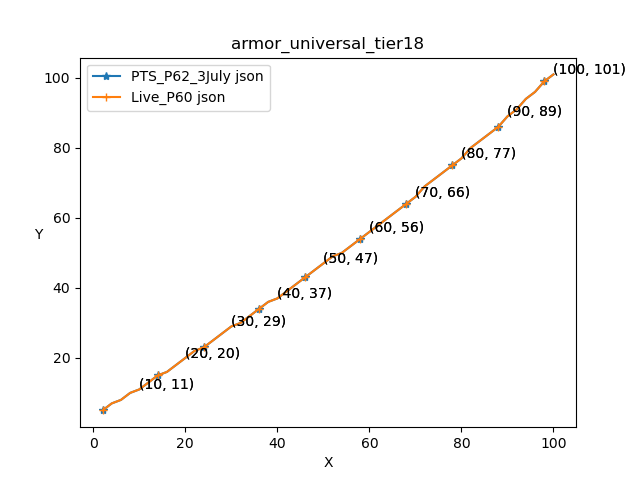 armor_universal_tier18
PTS_P62_3July json
Live_P60 json
(100, 101)
(90, 89)
(80, 77)
(70, 66)
(60, 56)
(50, 47)
(40, 37)
(30, 29)
(20, 20)
(10, 11)
100
80
60
40
20
Y
0 20 40 60 80 100
X